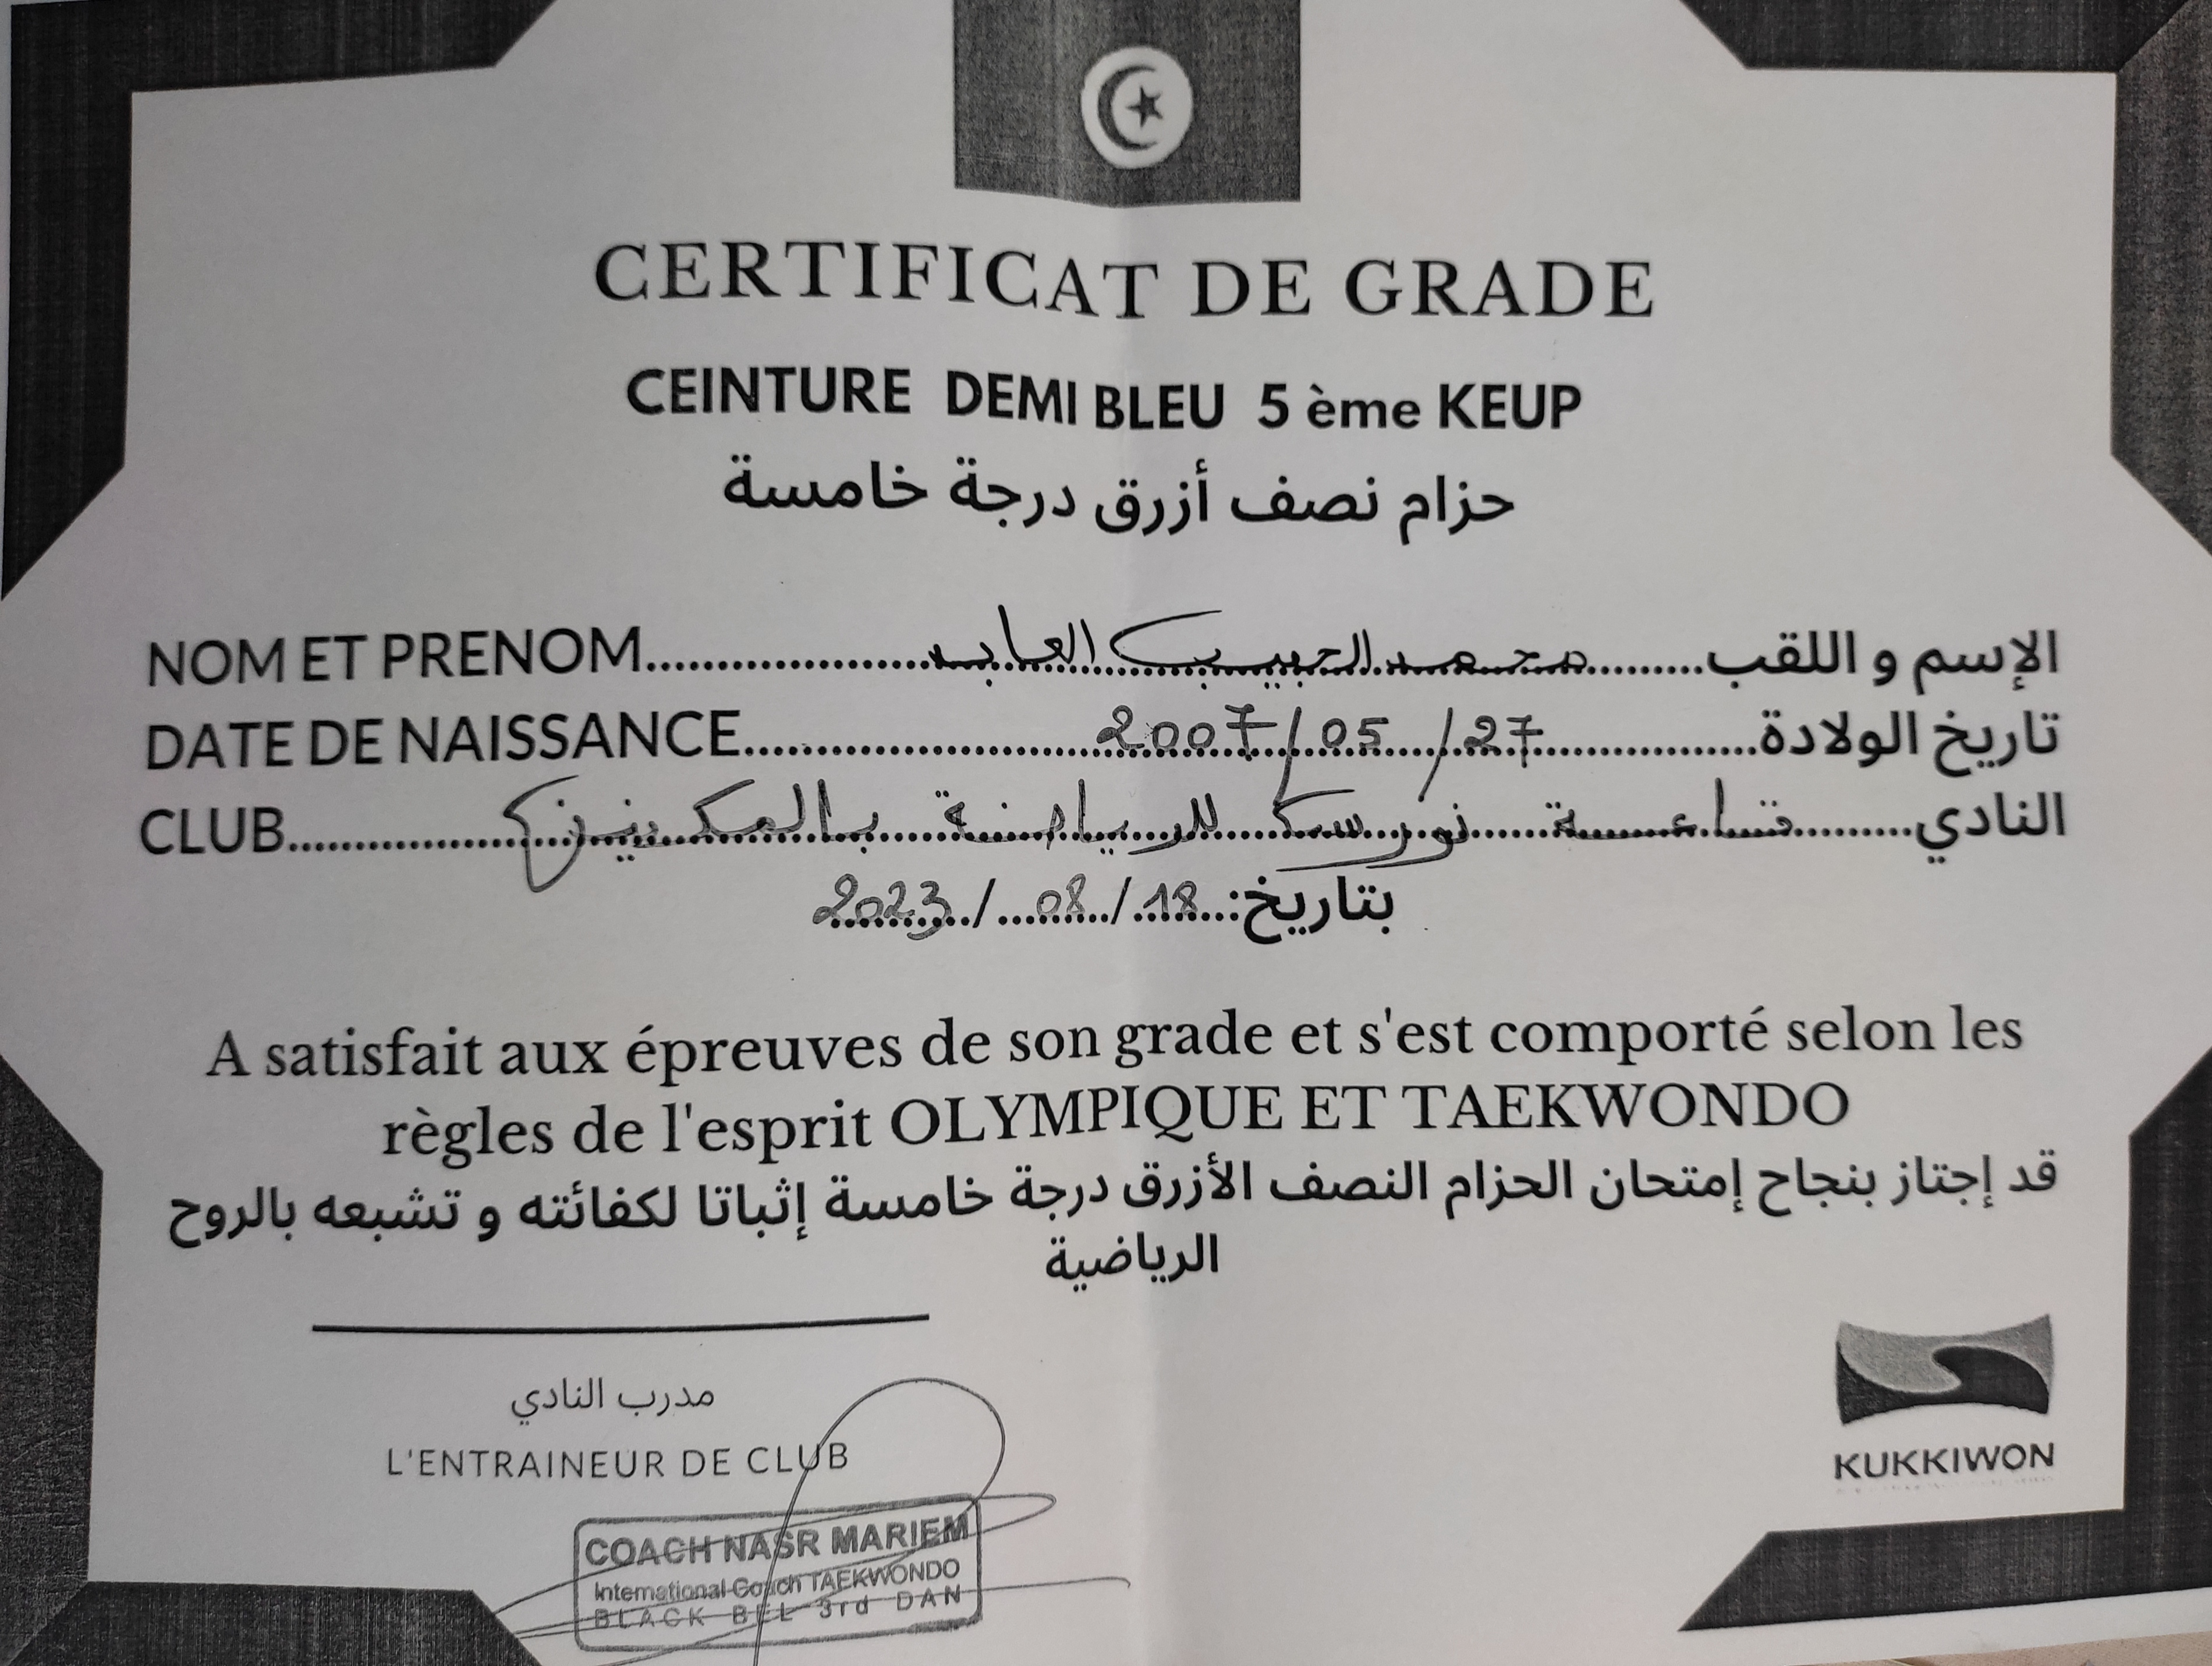 CERTIFICAT DE GRADE
CEINTURE DEMI BLEU 5 ème KEUP
حزام نصف أزرق درجة خامسة
NOM ET PRENOM.....................محمد الحبيب العابد.........الإسم و اللقب
DATE DE NAISSANCE..........................2007/05/27................تاريخ الولادة
CLUB...............قاعة نورسك للرياضة بالمكنين.........النادي
بتاريخ: 18/08/2023
A satisfait aux épreuves de son grade et s'est comporté selon les
règles de l'esprit OLYMPIQUE ET TAEKWONDO
قد إجتاز بنجاح إمتحان الحزام النصف الأزرق درجة خامسة إثباتا لكفائته و تشبعه بالروح
الرياضية
مدرب النادي
L'ENTRAINEUR DE CLUB
COACH NASR MARIEM
International Coach TAEKWONDO
BLACK BEL 3rd DAN
KUKKIWON